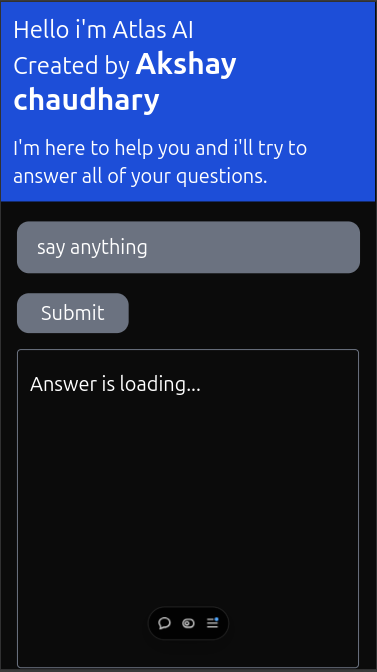 Hello i'm Atlas AI
Created by Akshay
chaudhary
I'm here to help you and i'll try to
answer all of your questions.
say anything
Submit
Answer is loading...